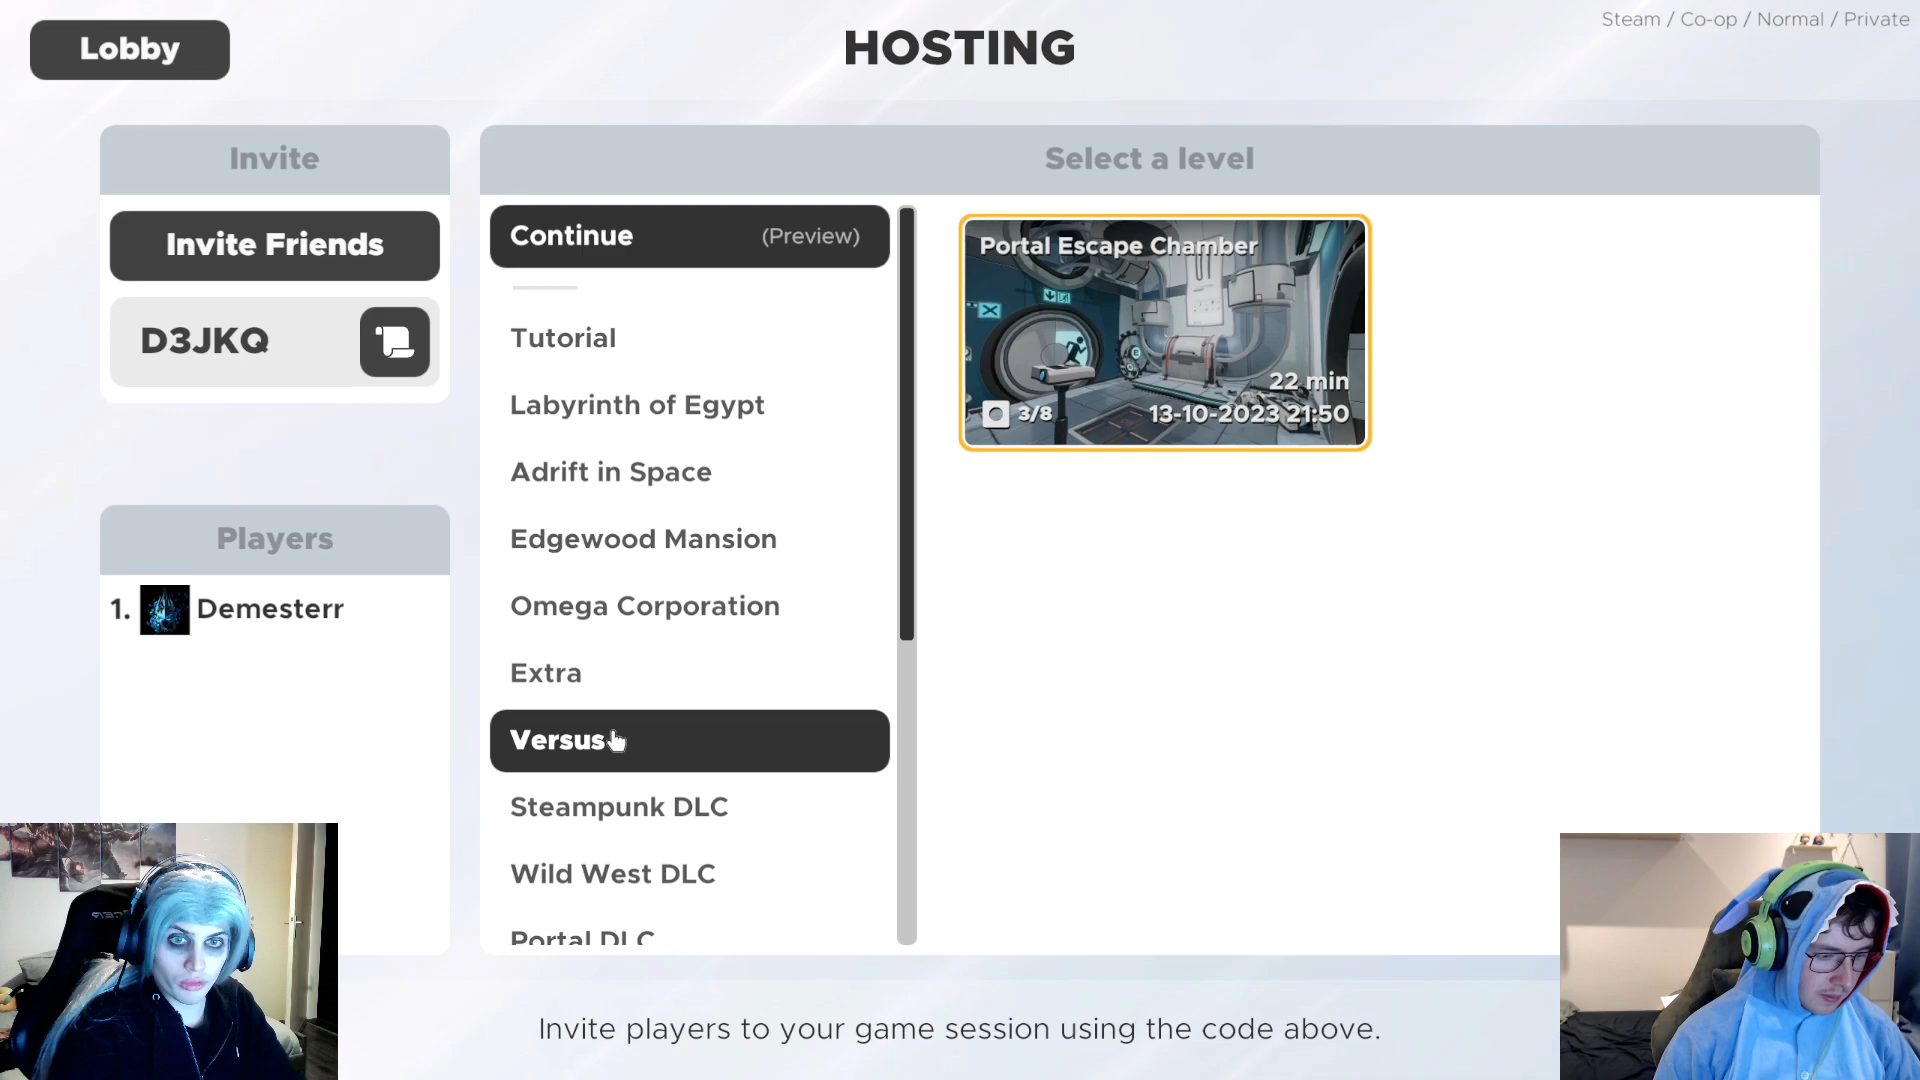 Lobby
HOSTING
Steam / Co-op / Normal / Private
Invite
Invite Friends
D3JKQ
Players
1. Demesterr
Select a level
Continue (Preview)
Tutorial
Labyrinth of Egypt
Adrift in Space
Edgewood Mansion
Omega Corporation
Extra
Versus
Steampunk DLC
Wild West DLC
Portal DLC
Portal Escape Chamber
22 min
3/8 13-10-2023 21:50
Invite players to your game session using the code above.